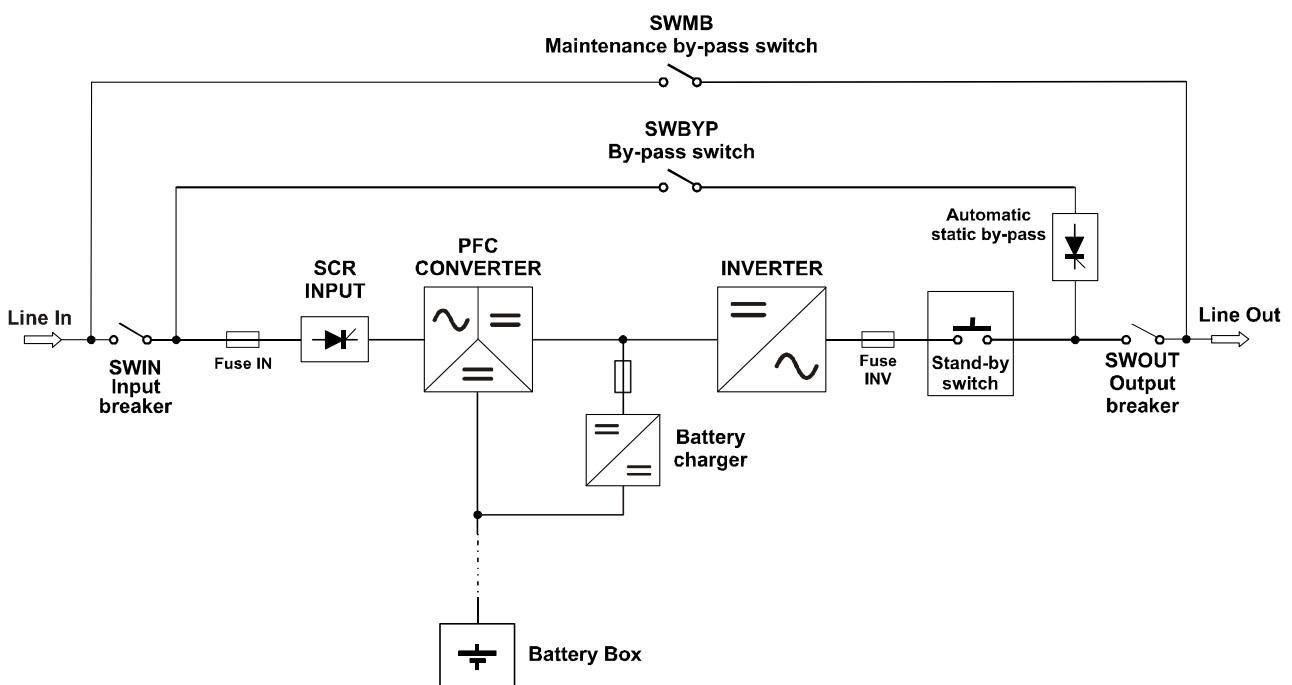 SWMB
Maintenance by-pass switch
SWBYP
By-pass switch
Automatic
static by-pass
PFC
CONVERTER
SCR
INPUT
INVERTER
Line In
Line Out
SWIN
Input
breaker
Fuse IN
Fuse
INV
Stand-by
switch
SWOUT
Output
breaker
Battery
charger
Battery Box